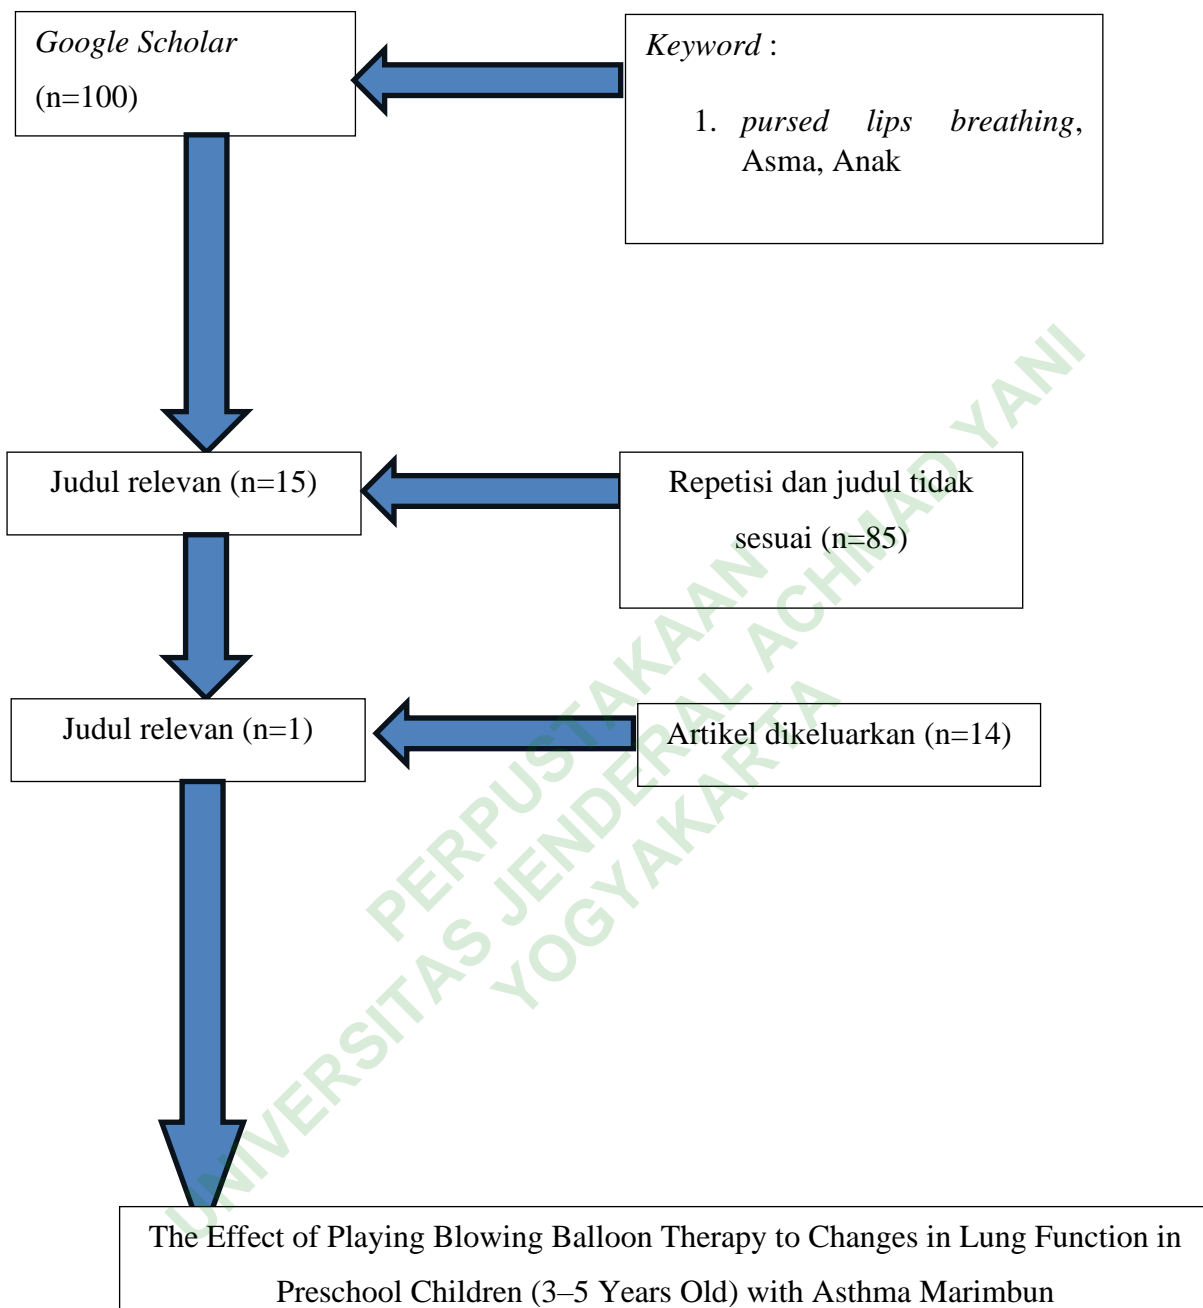 Google Scholar
(n=100)
Keyword :
1. pursed lips breathing,
Asma, Anak
Judul relevan (n=15)
Repetisi dan judul tidak
sesuai (n=85)
Judul relevan (n=1)
Artikel dikeluarkan (n=14)
The Effect of Playing Blowing Balloon Therapy to Changes in Lung Function in
Preschool Children (3–5 Years Old) with Asthma Marimbun
PERPUSTAKAAN
UNIVERSITAS JENDERAL ACHMAD YANI
YOGYAKARTA